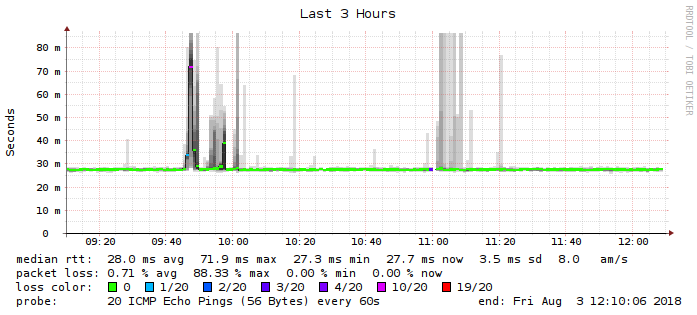 Last 3 Hours
RRDTOOL / TOBI OETIKER
Seconds
80 m
70 m
60 m
50 m
40 m
30 m
20 m
10 m
0
09:20 09:40 10:00 10:20 10:40 11:00 11:20 11:40 12:00
median rtt: 28.0 ms avg 71.9 ms max 27.3 ms min 27.7 ms now 3.5 ms sd 8.0 am/s
packet loss: 0.71 % avg 88.33 % max 0.00 % min 0.00 % now
loss color: 0 1/20 2/20 3/20 4/20 10/20 19/20
probe: 20 ICMP Echo Pings (56 Bytes) every 60s end: Fri Aug 3 12:10:06 2018